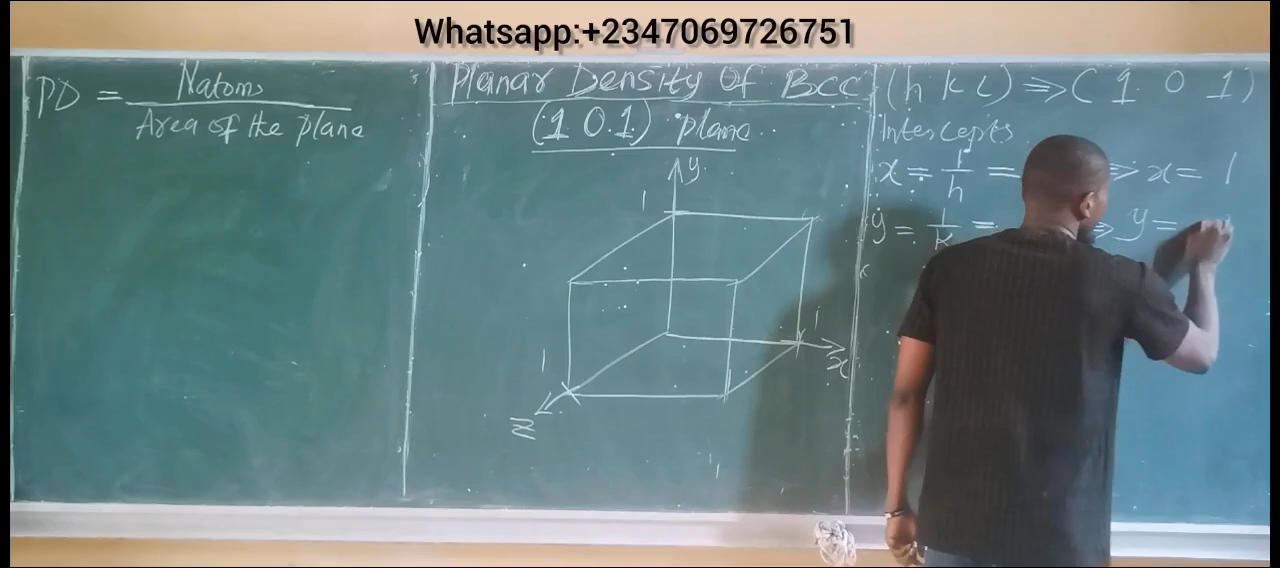 Whatsapp:+2347069726751
PD = Natoms
Area of the plane
Planar Density Of BCC
(1 0 1) plane
y
1
1
x
1
z
(h k l) ⇒ ( 1 0 1 )
Intercepts
x = 1/h = ⇒ x = 1
y = 1/k = ⇒ y =